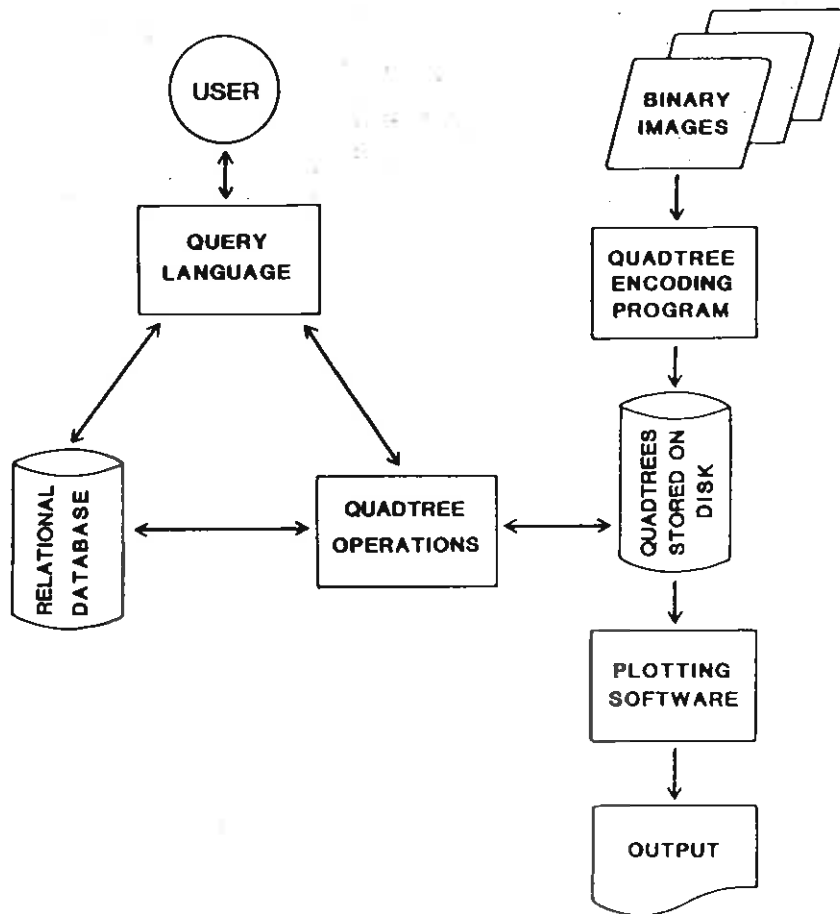 USER
BINARY
IMAGES
QUERY
LANGUAGE
QUADTREE
ENCODING
PROGRAM
RELATIONAL
DATABASE
QUADTREE
OPERATIONS
QUADTREES
STORED ON
DISK
PLOTTING
SOFTWARE
OUTPUT